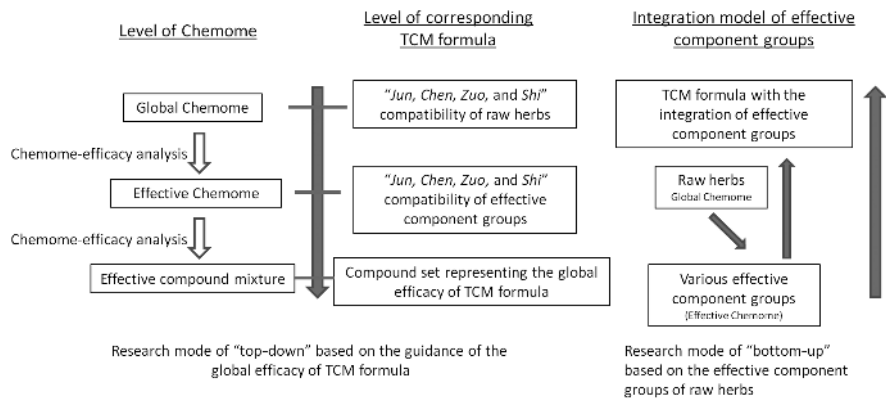 Level of Chemome
Global Chemome
Chemome-efficacy analysis
Effective Chemome
Chemome-efficacy analysis
Effective compound mixture
Level of corresponding
TCM formula
“Jun, Chen, Zuo, and Shi”
compatibility of raw herbs
“Jun, Chen, Zuo, and Shi”
compatibility of effective
component groups
Compound set representing the global
efficacy of TCM formula
Research mode of “top-down” based on the guidance of the
global efficacy of TCM formula
Integration model of effective
component groups
TCM formula with the
integration of effective
component groups
Raw herbs
Global Chemome
Various effective
component groups
(Effective Chemome)
Research mode of “bottom-up”
based on the effective component
groups of raw herbs